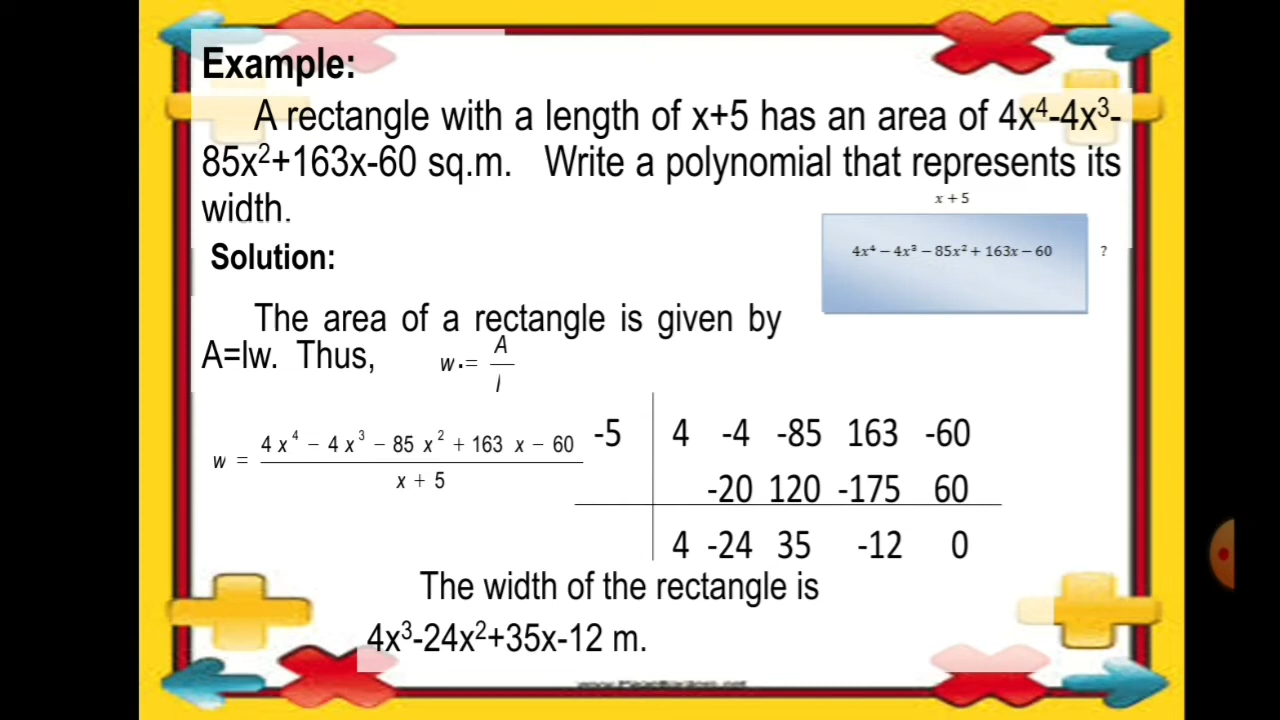 Example:
A rectangle with a length of x+5 has an area of 4x⁴-4x³-
85x²+163x-60 sq.m. Write a polynomial that represents its
width.
x + 5
4x⁴ − 4x³ − 85x² + 163x − 60 ?
Solution:
The area of a rectangle is given by
A=lw. Thus, w = A/l
w = (4x⁴ − 4x³ − 85x² + 163x − 60)/(x + 5)
-5 4 -4 -85 163 -60
-20 120 -175 60
4 -24 35 -12 0
The width of the rectangle is
4x³-24x²+35x-12 m.